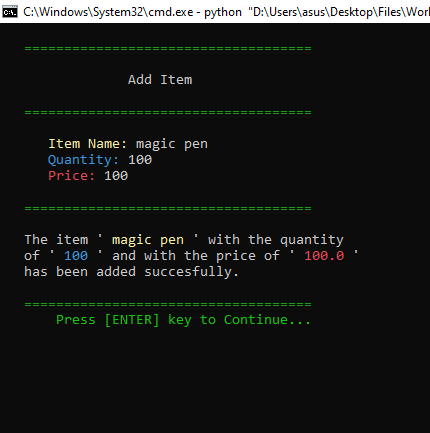 C:\Windows\System32\cmd.exe - python "D:\Users\asus\Desktop\Files\Worl
====================================
Add Item
====================================
Item Name: magic pen
Quantity: 100
Price: 100
====================================
The item ' magic pen ' with the quantity
of ' 100 ' and with the price of ' 100.0 '
has been added succesfully.
====================================
Press [ENTER] key to Continue...